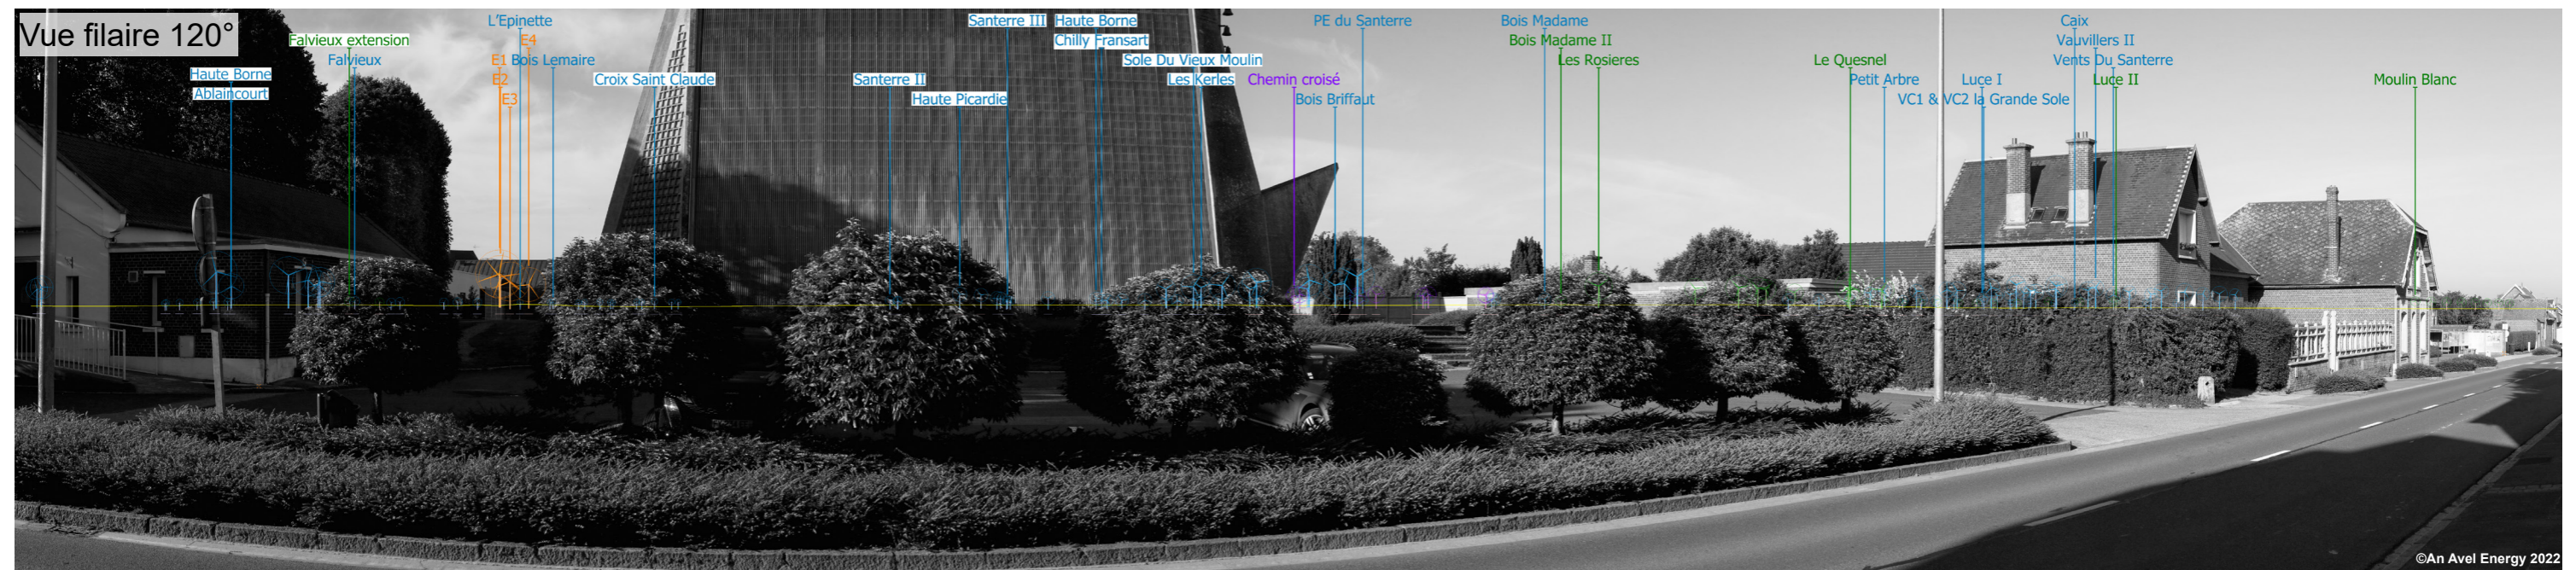 Vue filaire 120°
L'Epinette
Santerre III
Haute Borne
PE du Santerre
Bois Madame
Caix
Falvieux extension
E4
Chilly Fransart
Bois Madame II
Vauvillers II
Falvieux
E1
Bois Lemaire
Sole Du Vieux Moulin
Les Rosieres
Le Quesnel
Vents Du Santerre
Haute Borne
E2
Croix Saint Claude
Santerre II
Les Kerles
Chemin croisé
Petit Arbre
Luce I
Luce II
Moulin Blanc
Ablaincourt
E3
Haute Picardie
Bois Briffaut
VC1 & VC2 la Grande Sole
©An Avel Energy 2022